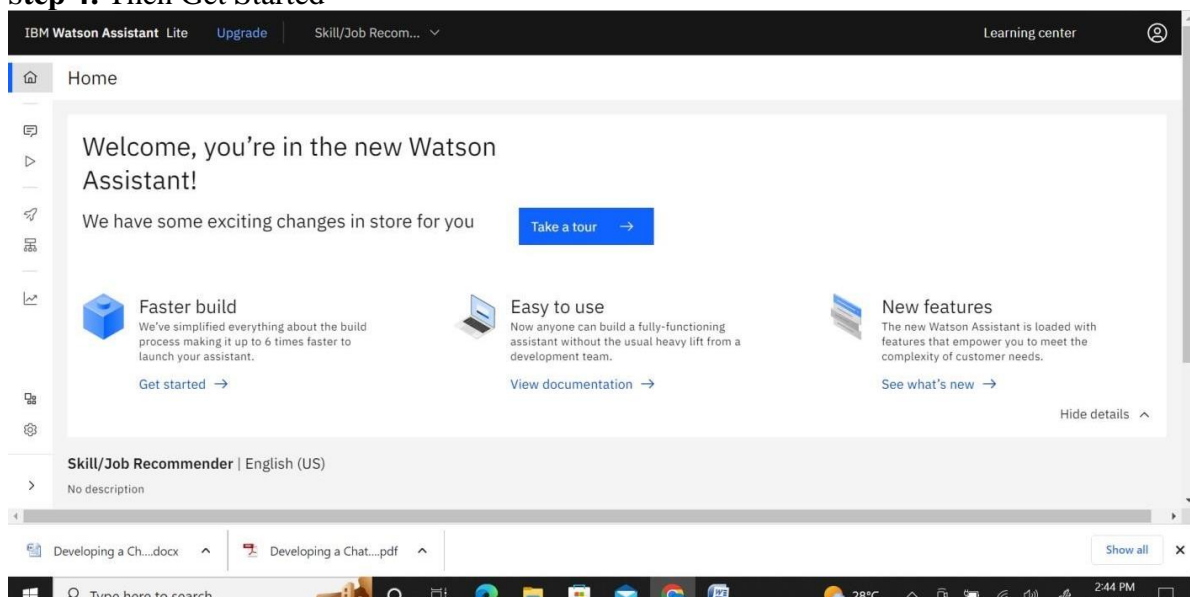 Step 4: Then Get Started
IBM Watson Assistant Lite Upgrade Skill/Job Recom... Learning center
Home
Welcome, you're in the new Watson
Assistant!
We have some exciting changes in store for you
Take a tour →
Faster build
We've simplified everything about the build
process making it up to 6 times faster to
launch your assistant.
Get started →
Easy to use
Now anyone can build a fully-functioning
assistant without the usual heavy lift from a
development team.
View documentation →
New features
The new Watson Assistant is loaded with
features that empower you to meet the
complexity of customer needs.
See what's new →
Hide details
Skill/Job Recommender | English (US)
No description
Developing a Ch....docx
Developing a Chat....pdf
Show all
Type here to search
28°C
2:44 PM